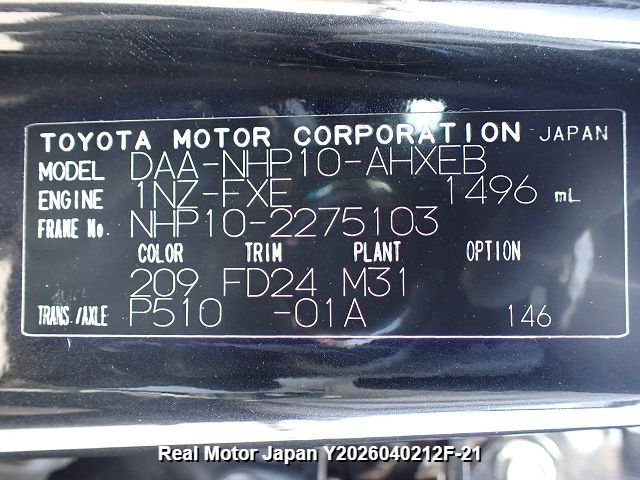 TOYOTA MOTOR CORPORATION JAPAN
MODEL DAA-NHP10-AHXEB
ENGINE 1NZ-FXE 1496 mL
FRAME No. NHP10-2275103
COLOR TRIM PLANT OPTION
209 FD24 M31
TRANS./AXLE P510 -01A 146
Real Motor Japan Y2026040212F-21